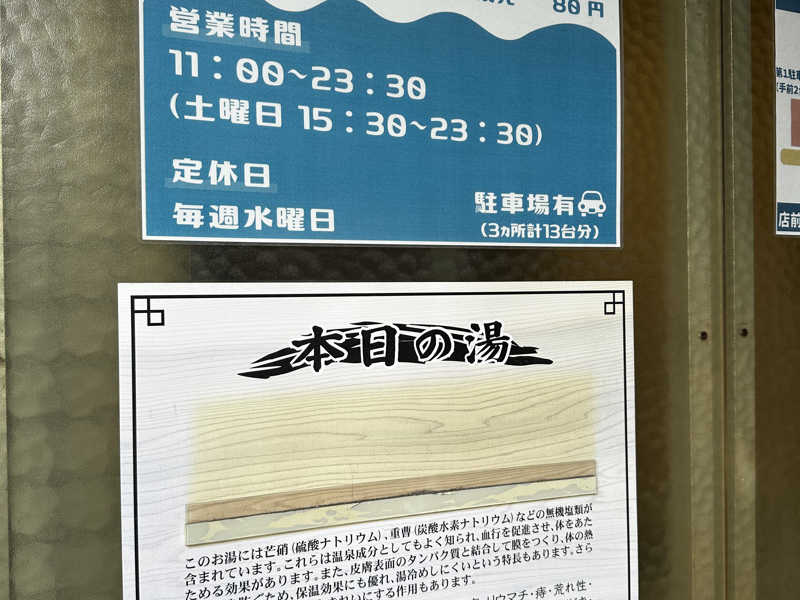 80円
営業時間
11：00~23：30
(土曜日 15：30~23：30)
定休日
毎週水曜日
駐車場有
(3ヵ所計13台分)
第1駐車
(手前2
店前
本日の湯
このお湯には芒硝(硫酸ナトリウム)、重曹(炭酸水素ナトリウム)などの無機塩類が
含まれています。これらは温泉成分としてもよく知られ、血行を促進させ、体をあた
ためる効果があります。また、皮膚表面のタンパク質と結合して膜をつくり、体の熱
ため、保温効果にも優れ、湯冷めしにくいという特長もあります。さら
いにする作用もあります。
リウマチ・痔・荒れ性・